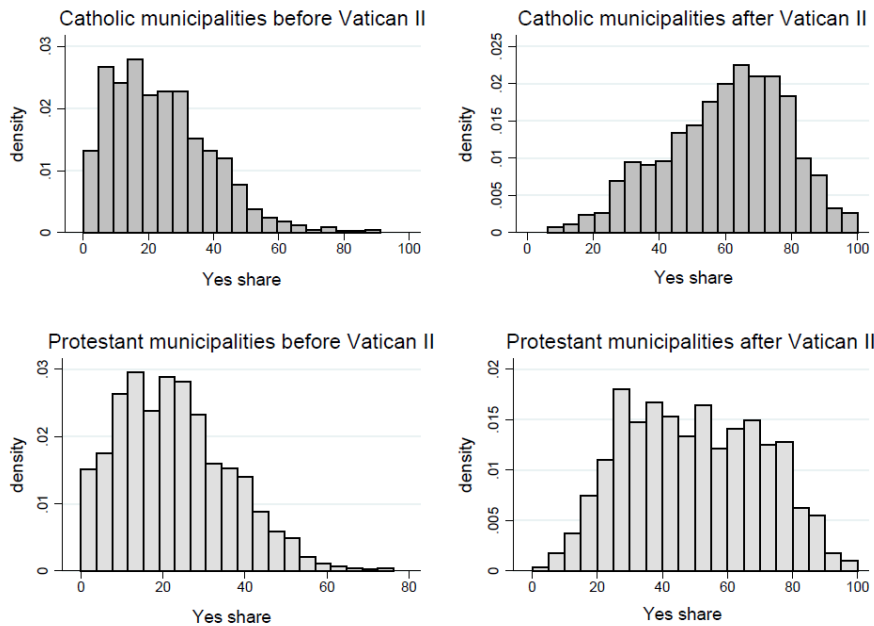 Catholic municipalities before Vatican II
.03
.02
.01
0
density
0 20 40 60 80 100
Yes share
Catholic municipalities after Vatican II
.025
.02
.015
.01
.005
0
density
0 20 40 60 80 100
Yes share
Protestant municipalities before Vatican II
.03
.02
.01
0
density
0 20 40 60 80
Yes share
Protestant municipalities after Vatican II
.02
.015
.01
.005
0
density
0 20 40 60 80 100
Yes share